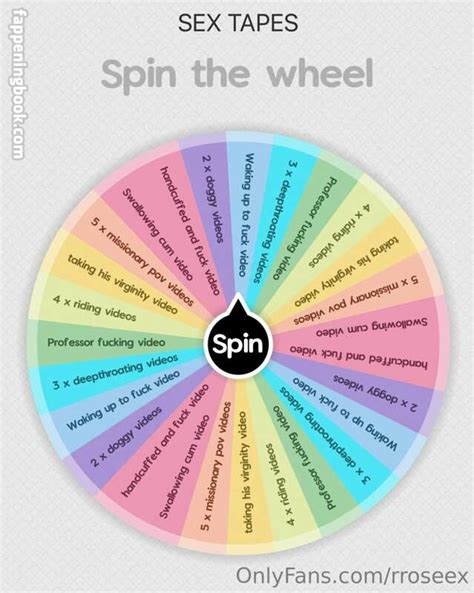 fappeningbook.com
SEX TAPES
Spin the wheel
Waking up to fuck video
3 x deepthroating videos
Professor fucking video
4 x riding videos
taking his virginity video
5 x missionary pov videos
Swallowing cum video
handcuffed and fuck video
2 x doggy videos
Waking up to fuck video
3 x deepthroating videos
Professor fucking video
4 x riding videos
taking his virginity video
5 x missionary pov videos
Swallowing cum video
handcuffed and fuck video
2 x doggy videos
Waking up to fuck video
3 x deepthroating videos
Professor fucking video
4 x riding videos
taking his virginity video
5 x missionary pov videos
Swallowing cum video
handcuffed and fuck video
2 x doggy videos
Spin
OnlyFans.com/rroseex